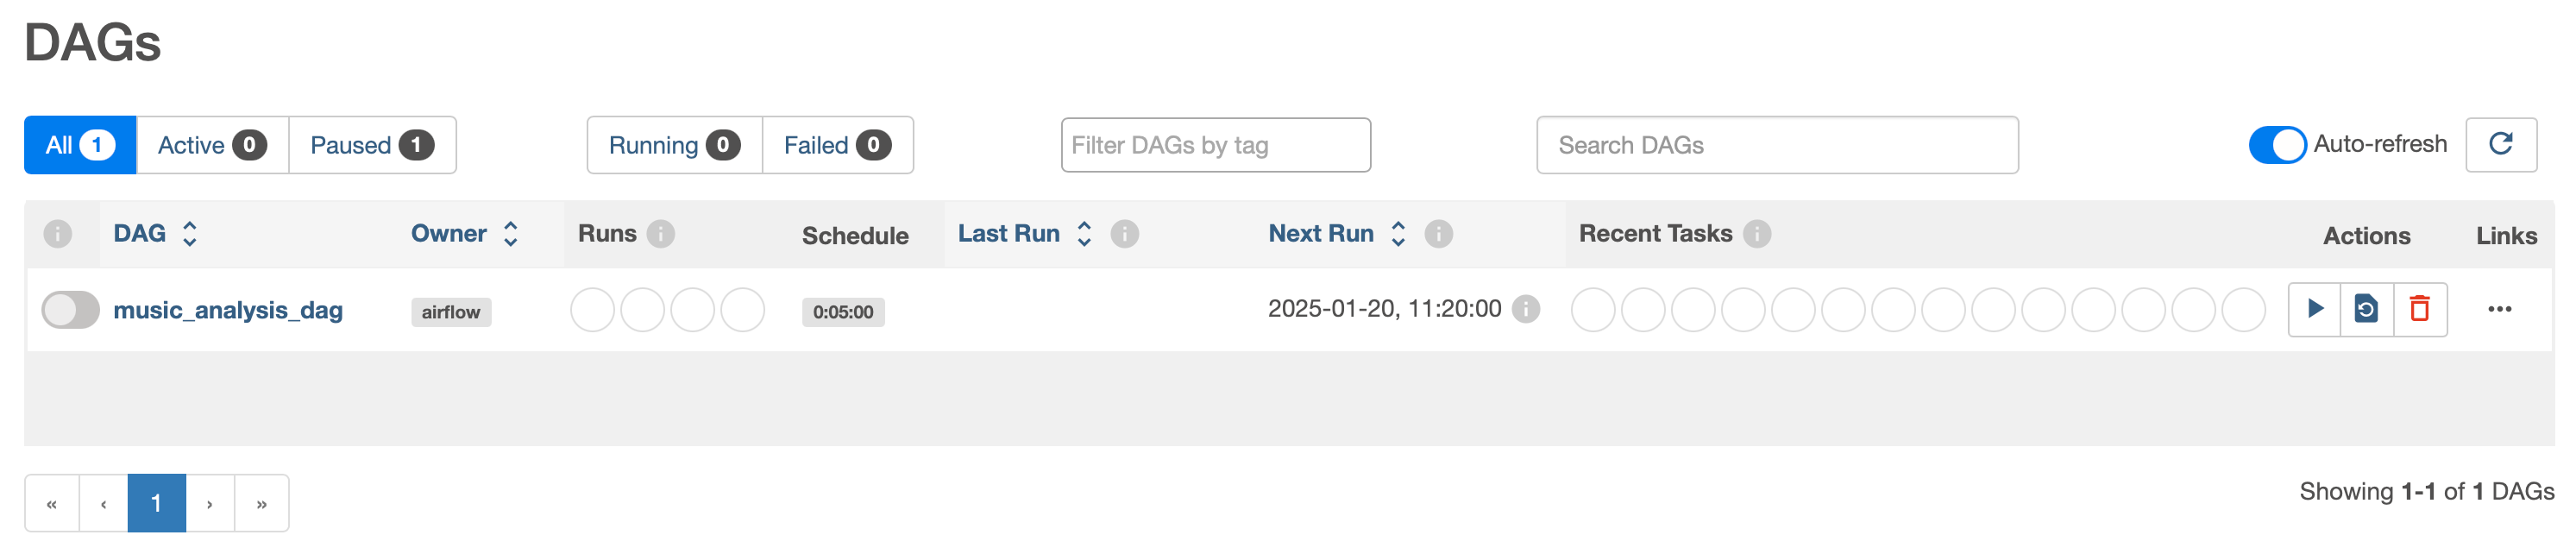 DAGs
All 1 Active 0 Paused 1 Running 0 Failed 0 Filter DAGs by tag Search DAGs Auto-refresh
DAG Owner Runs Schedule Last Run Next Run Recent Tasks Actions Links
music_analysis_dag airflow 0:05:00 2025-01-20, 11:20:00
« ‹ 1 › » Showing 1-1 of 1 DAGs